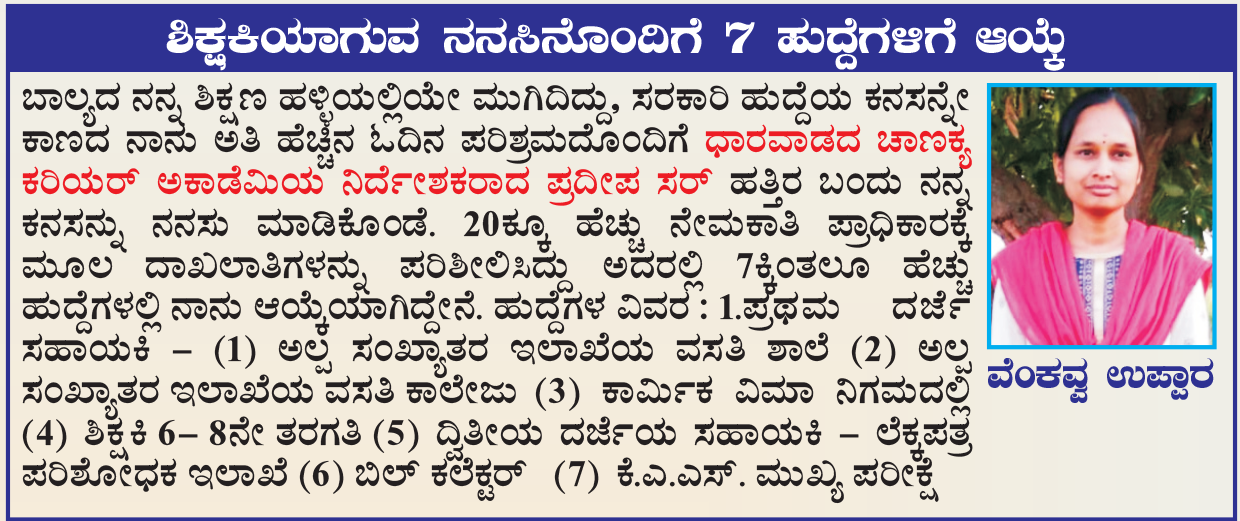 ಶಿಕ್ಷಕಿಯಾಗುವ ನನಸಿನೊಂದಿಗೆ 7 ಹುದ್ದೆಗಳಿಗೆ ಆಯ್ಕೆ
ಬಾಲ್ಯದ ನನ್ನ ಶಿಕ್ಷಣ ಹಳ್ಳಿಯಲ್ಲಿಯೇ ಮುಗಿದಿದ್ದು, ಸರಕಾರಿ ಹುದ್ದೆಯ ಕನಸನ್ನೇ
ಕಾಣದ ನಾನು ಅತಿ ಹೆಚ್ಚಿನ ಓದಿನ ಪರಿಶ್ರಮದೊಂದಿಗೆ ಧಾರವಾಡದ ಚಾಣಕ್ಯ
ಕರಿಯರ್ ಅಕಾಡೆಮಿಯ ನಿರ್ದೇಶಕರಾದ ಪ್ರದೀಪ ಸರ್ ಹತ್ತಿರ ಬಂದು ನನ್ನ
ಕನಸನ್ನು ನನಸು ಮಾಡಿಕೊಂಡೆ. 20ಕ್ಕೂ ಹೆಚ್ಚು ನೇಮಕಾತಿ ಪ್ರಾಧಿಕಾರಕ್ಕೆ
ಮೂಲ ದಾಖಲಾತಿಗಳನ್ನು ಪರಿಶೀಲಿಸಿದ್ದು ಅದರಲ್ಲಿ 7ಕ್ಕಿಂತಲೂ ಹೆಚ್ಚು
ಹುದ್ದೆಗಳಲ್ಲಿ ನಾನು ಆಯ್ಕೆಯಾಗಿದ್ದೇನೆ. ಹುದ್ದೆಗಳ ವಿವರ : 1.ಪ್ರಥಮ ದರ್ಜೆ
ಸಹಾಯಕಿ – (1) ಅಲ್ಪ ಸಂಖ್ಯಾತರ ಇಲಾಖೆಯ ವಸತಿ ಶಾಲೆ (2) ಅಲ್ಪ
ಸಂಖ್ಯಾತರ ಇಲಾಖೆಯ ವಸತಿ ಕಾಲೇಜು (3) ಕಾರ್ಮಿಕ ವಿಮಾ ನಿಗಮದಲ್ಲಿ
(4) ಶಿಕ್ಷಕಿ 6– 8ನೇ ತರಗತಿ (5) ದ್ವಿತೀಯ ದರ್ಜೆಯ ಸಹಾಯಕಿ – ಲೆಕ್ಕಪತ್ರ
ಪರಿಶೋಧಕ ಇಲಾಖೆ (6) ಬಿಲ್ ಕಲೆಕ್ಟರ್ (7) ಕೆ.ಎ.ಎಸ್. ಮುಖ್ಯ ಪರೀಕ್ಷೆ
ವೆಂಕವ್ವ ಉಪ್ಪಾರ